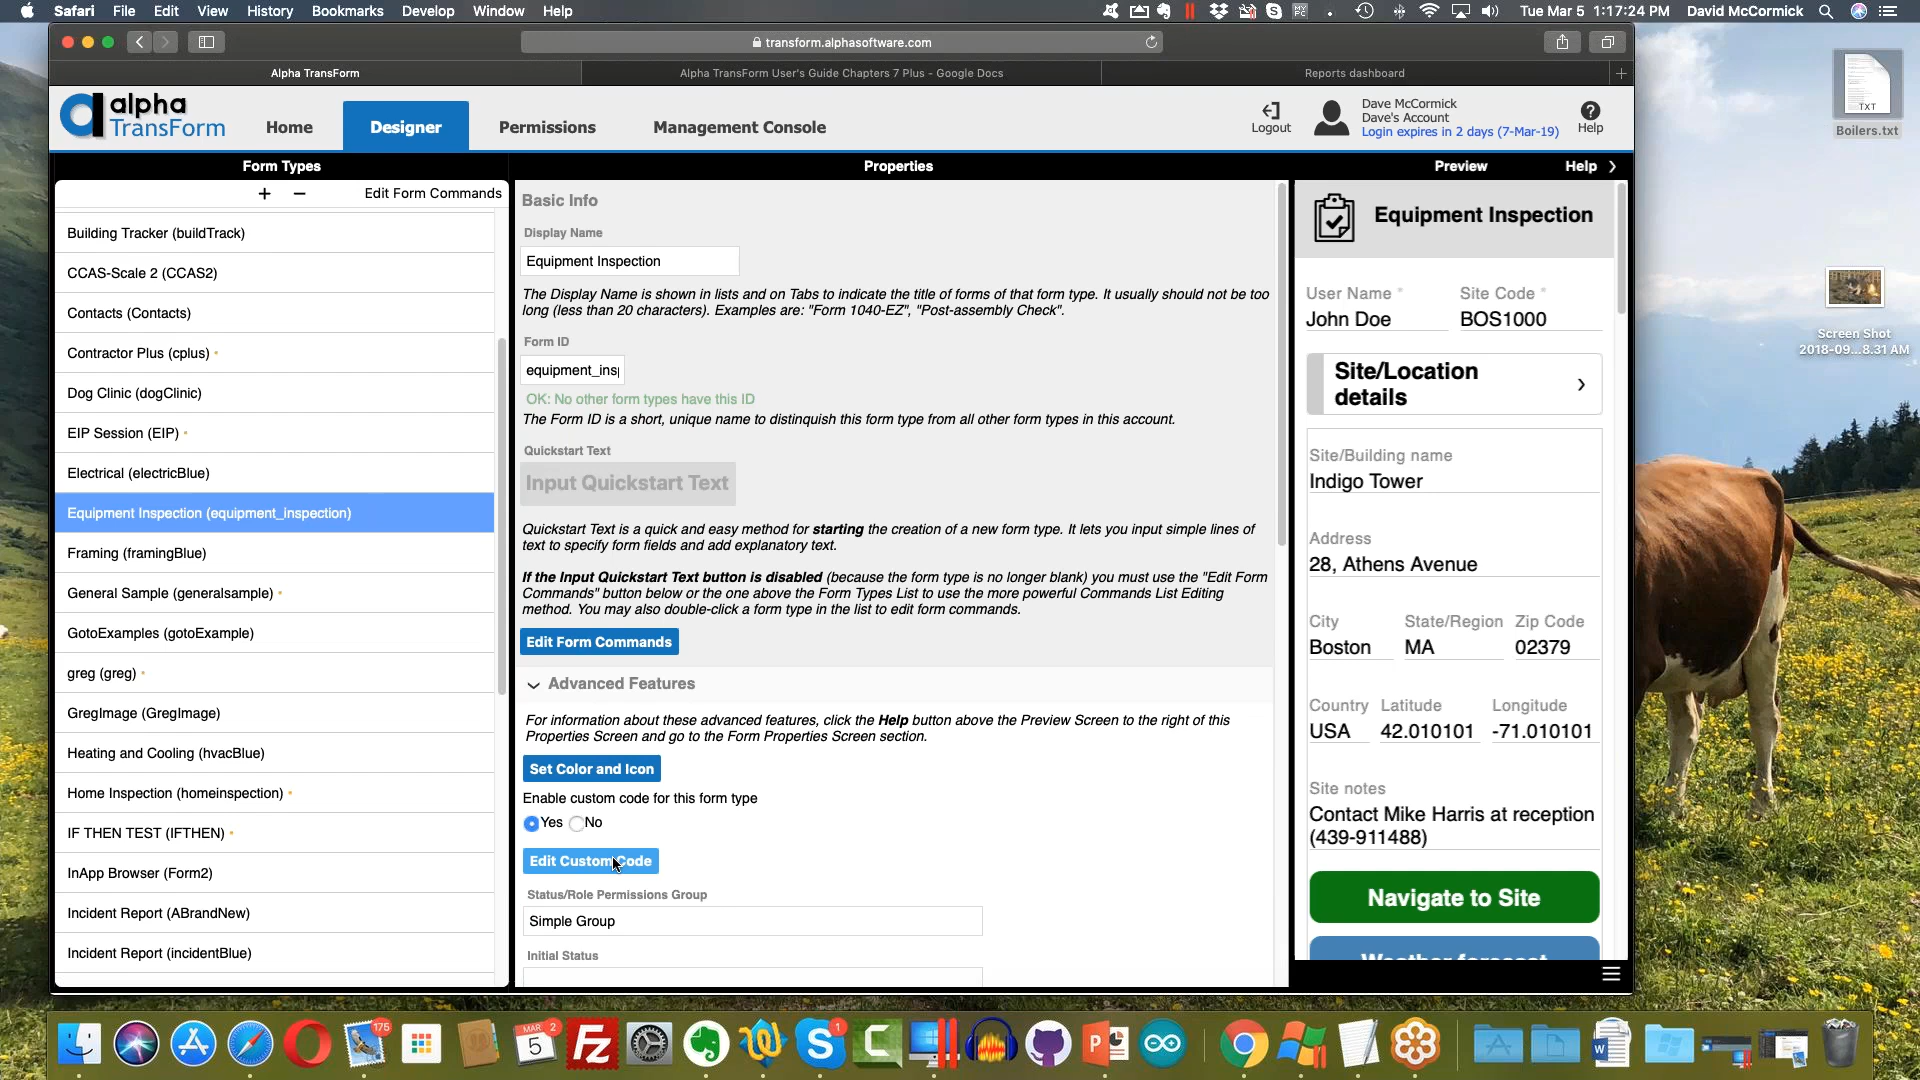 Safari File Edit View History Bookmarks Develop Window Help
Tue Mar 5 1:17:24 PM David McCormick
transform.alphasoftware.com
Alpha TransForm
Alpha TransForm User's Guide Chapters 7 Plus - Google Docs
Reports dashboard
alpha
TransForm
Home Designer Permissions Management Console
Logout
Dave McCormick
Dave's Account
Login expires in 2 days (7-Mar-19)
Help
Form Types
+ − Edit Form Commands
Building Tracker (buildTrack)
CCAS-Scale 2 (CCAS2)
Contacts (Contacts)
Contractor Plus (cplus)
Dog Clinic (dogClinic)
EIP Session (EIP)
Electrical (electricBlue)
Equipment Inspection (equipment_inspection)
Framing (framingBlue)
General Sample (generalsample)
GotoExamples (gotoExample)
greg (greg)
GregImage (GregImage)
Heating and Cooling (hvacBlue)
Home Inspection (homeinspection)
IF THEN TEST (IFTHEN)
InApp Browser (Form2)
Incident Report (ABrandNew)
Incident Report (incidentBlue)
Properties
Basic Info
Display Name
Equipment Inspection
The Display Name is shown in lists and on Tabs to indicate the title of forms of that form type. It usually should not be too
long (less than 20 characters). Examples are: "Form 1040-EZ", "Post-assembly Check".
Form ID
equipment_insp
OK: No other form types have this ID
The Form ID is a short, unique name to distinquish this form type from all other form types in this account.
Quickstart Text
Input Quickstart Text
Quickstart Text is a quick and easy method for starting the creation of a new form type. It lets you input simple lines of
text to specify form fields and add explanatory text.
If the Input Quickstart Text button is disabled (because the form type is no longer blank) you must use the "Edit Form
Commands" button below or the one above the Form Types List to use the more powerful Commands List Editing
method. You may also double-click a form type in the list to edit form commands.
Edit Form Commands
Advanced Features
For information about these advanced features, click the Help button above the Preview Screen to the right of this
Properties Screen and go to the Form Properties Screen section.
Set Color and Icon
Enable custom code for this form type
Yes No
Edit Custom Code
Status/Role Permissions Group
Simple Group
Initial Status
Preview Help
Equipment Inspection
User Name * Site Code *
John Doe BOS1000
Site/Location
details
Site/Building name
Indigo Tower
Address
28, Athens Avenue
City State/Region Zip Code
Boston MA 02379
Country Latitude Longitude
USA 42.010101 -71.010101
Site notes
Contact Mike Harris at reception
(439-911488)
Navigate to Site
Weather forecast
TXT
Boilers.txt
Screen Shot
2018-09...8.31 AM
175
MAR
5
2
1